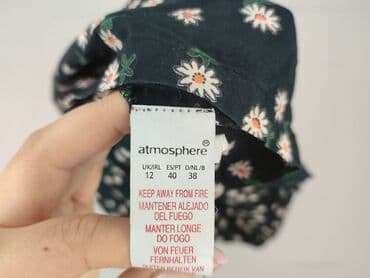 atmosphere®
UK/IRL ES/PT D/NL/B
12 40 38
KEEP AWAY FROM FIRE
MANTENER ALEJADO
DEL FUEGO
MANTER LONGE
DO FOGO
VON FEUER
FERNHALTEN